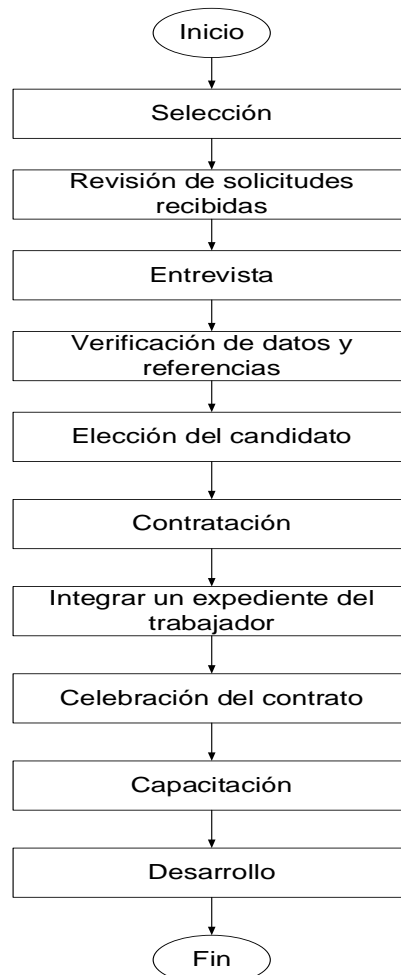 Inicio
Selección
Revisión de solicitudes
recibidas
Entrevista
Verificación de datos y
referencias
Elección del candidato
Contratación
Integrar un expediente del
trabajador
Celebración del contrato
Capacitación
Desarrollo
Fin